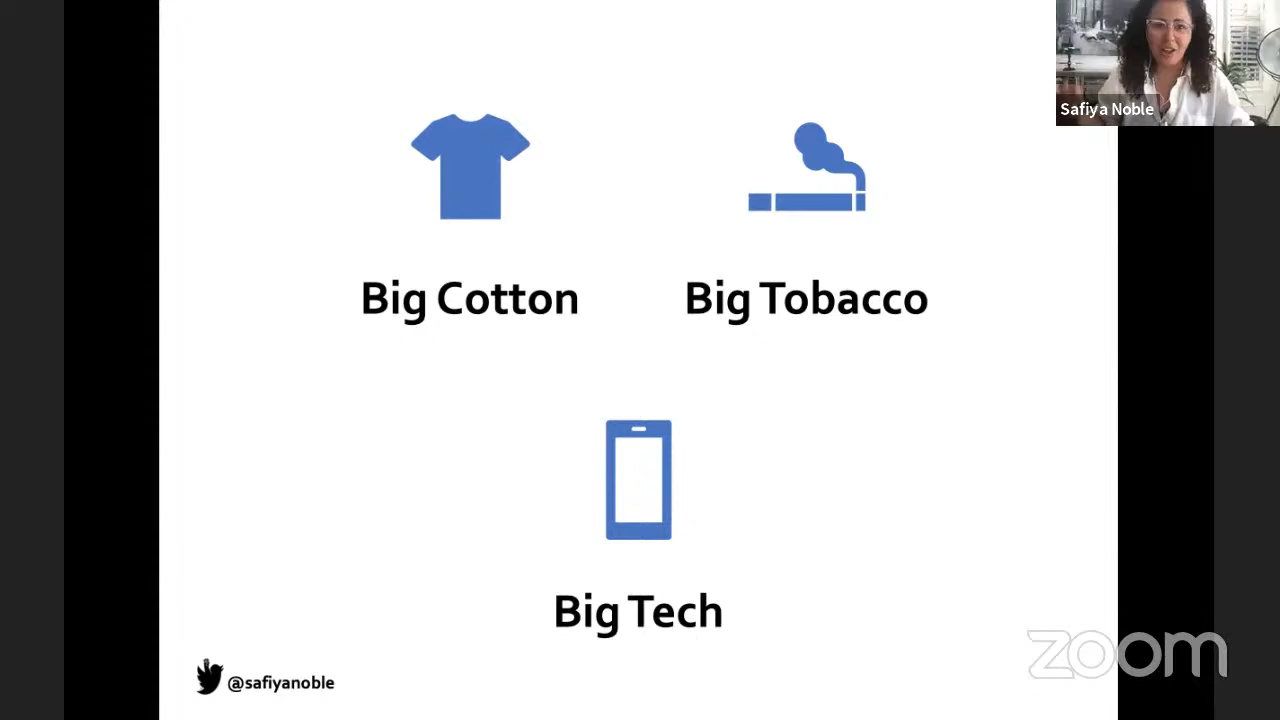 Safiya Noble
Big Cotton
Big Tobacco
Big Tech
@safiyanoble
zoom